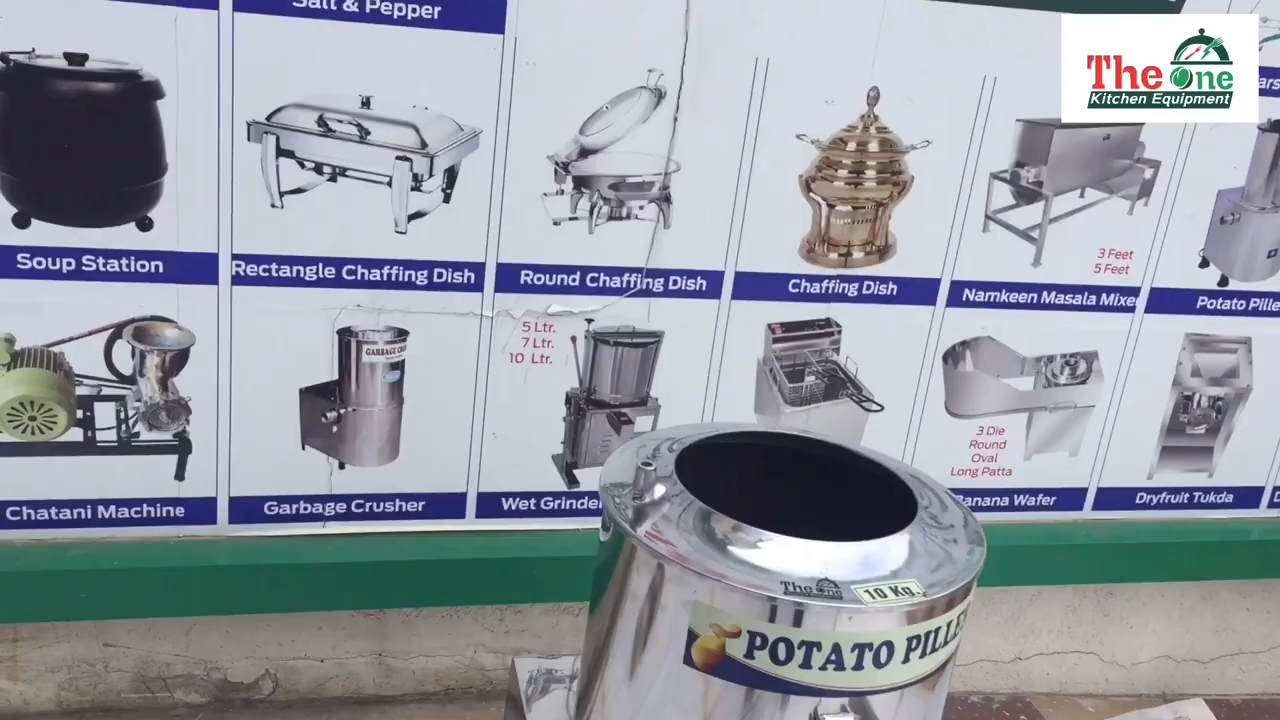 Salt & Pepper
The One
Kitchen Equipment
Soup Station
Rectangle Chaffing Dish
Round Chaffing Dish
Chaffing Dish
3 Feet
5 Feet
Namkeen Masala Mixe
Potato Pille
GARBAGE
5 Ltr.
7 Ltr.
10 Ltr.
3 Die
Round
Oval
Long Patta
Chatani Machine
Garbage Crusher
Wet Grinde
Banana Wafer
Dryfruit Tukda
The One
10 Kg.
POTATO PILLE